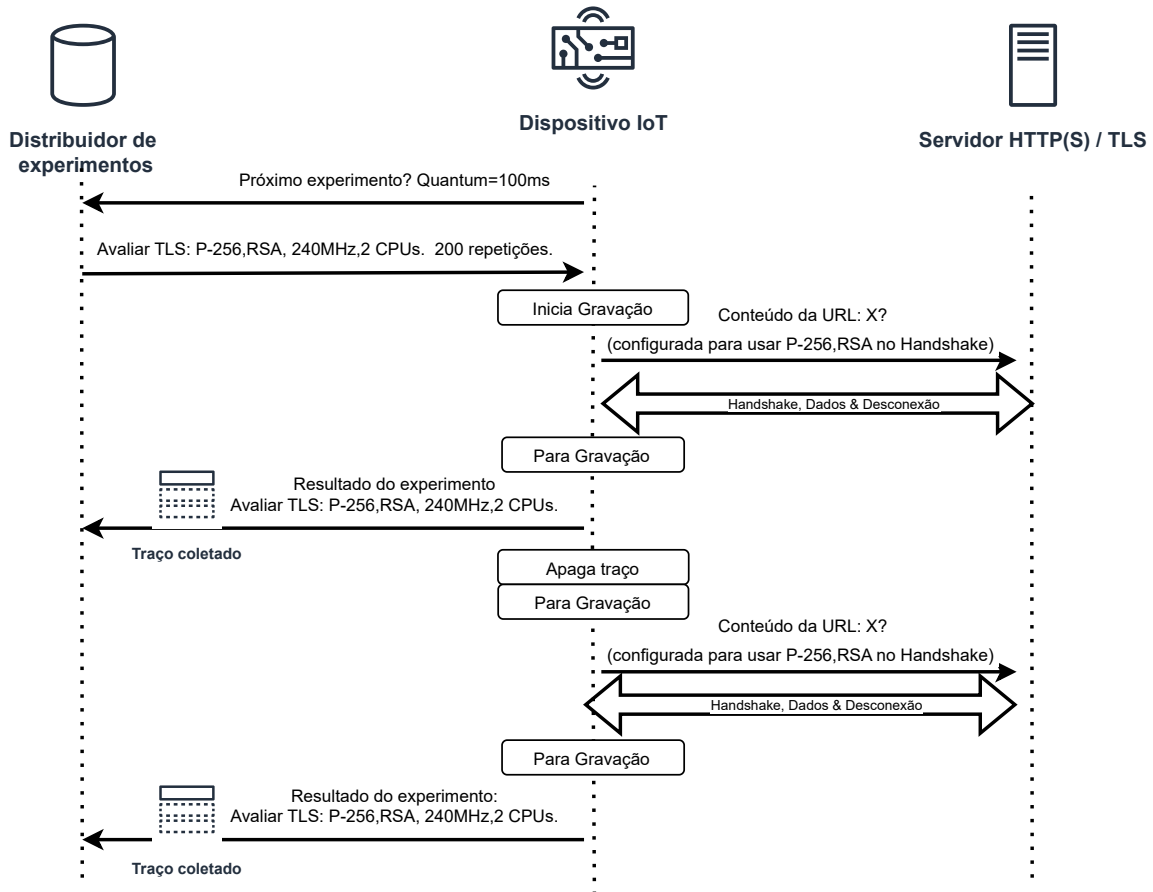 Distribuidor de
experimentos
Dispositivo IoT
Servidor HTTP(S) / TLS
Próximo experimento? Quantum=100ms
Avaliar TLS: P-256,RSA, 240MHz,2 CPUs.  200 repetições.
Inicia Gravação
Conteúdo da URL: X?
(configurada para usar P-256,RSA no Handshake)
Handshake, Dados & Desconexão
Para Gravação
Resultado do experimento
Avaliar TLS: P-256,RSA, 240MHz,2 CPUs.
Traço coletado
Apaga traço
Para Gravação
Conteúdo da URL: X?
(configurada para usar P-256,RSA no Handshake)
Handshake, Dados & Desconexão
Para Gravação
Resultado do experimento:
Avaliar TLS: P-256,RSA, 240MHz,2 CPUs.
Traço coletado